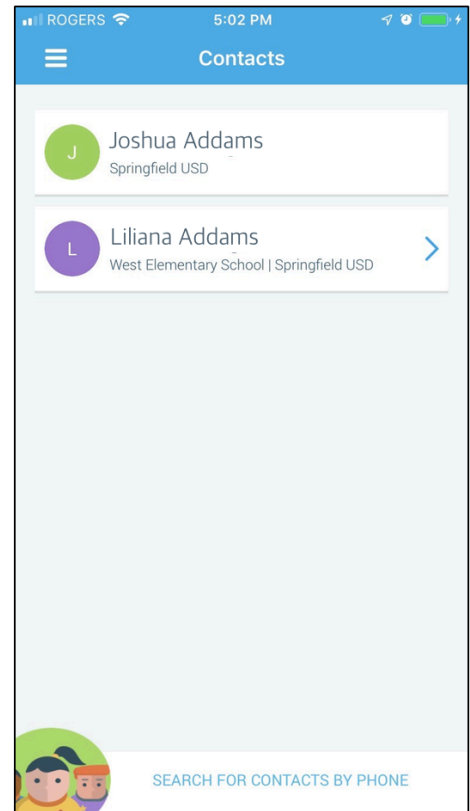 ROGERS 5:02 PM
Contacts
J
Joshua Addams
Springfield USD
L
Liliana Addams
West Elementary School | Springfield USD
SEARCH FOR CONTACTS BY PHONE